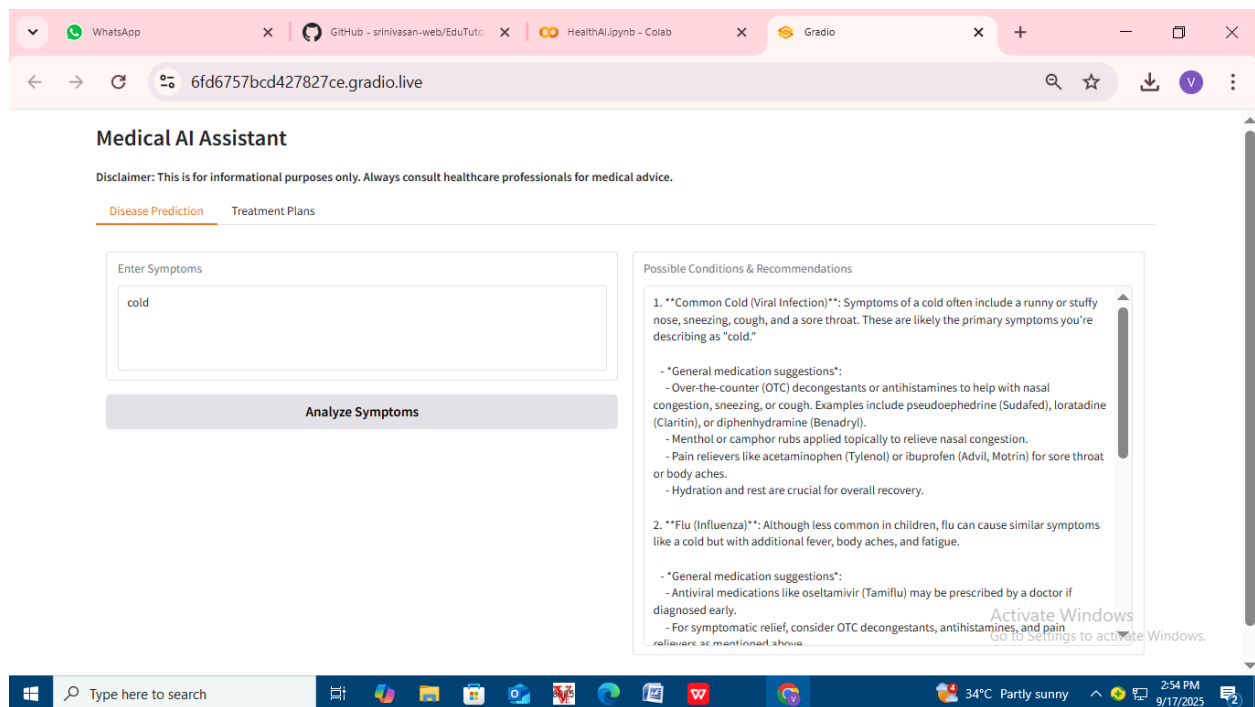 WhatsApp
GitHub - srinivasan-web/EduTuto
HealthAI.ipynb - Colab
Gradio
6fd6757bcd427827ce.gradio.live
V
Medical AI Assistant
Disclaimer: This is for informational purposes only. Always consult healthcare professionals for medical advice.
Disease Prediction
Treatment Plans
Enter Symptoms
cold
Analyze Symptoms
Possible Conditions & Recommendations
1. **Common Cold (Viral Infection)**: Symptoms of a cold often include a runny or stuffy
nose, sneezing, cough, and a sore throat. These are likely the primary symptoms you're
describing as "cold."
- *General medication suggestions*:
- Over-the-counter (OTC) decongestants or antihistamines to help with nasal
congestion, sneezing, or cough. Examples include pseudoephedrine (Sudafed), loratadine
(Claritin), or diphenhydramine (Benadryl).
- Menthol or camphor rubs applied topically to relieve nasal congestion.
- Pain relievers like acetaminophen (Tylenol) or ibuprofen (Advil, Motrin) for sore throat
or body aches.
- Hydration and rest are crucial for overall recovery.
2. **Flu (Influenza)**: Although less common in children, flu can cause similar symptoms
like a cold but with additional fever, body aches, and fatigue.
- *General medication suggestions*:
- Antiviral medications like oseltamivir (Tamiflu) may be prescribed by a doctor if
diagnosed early.
- For symptomatic relief, consider OTC decongestants, antihistamines, and pain
relievers as mentioned above
Activate Windows
Go to Settings to activate Windows.
Type here to search
34°C Partly sunny
2:54 PM
9/17/2025
2